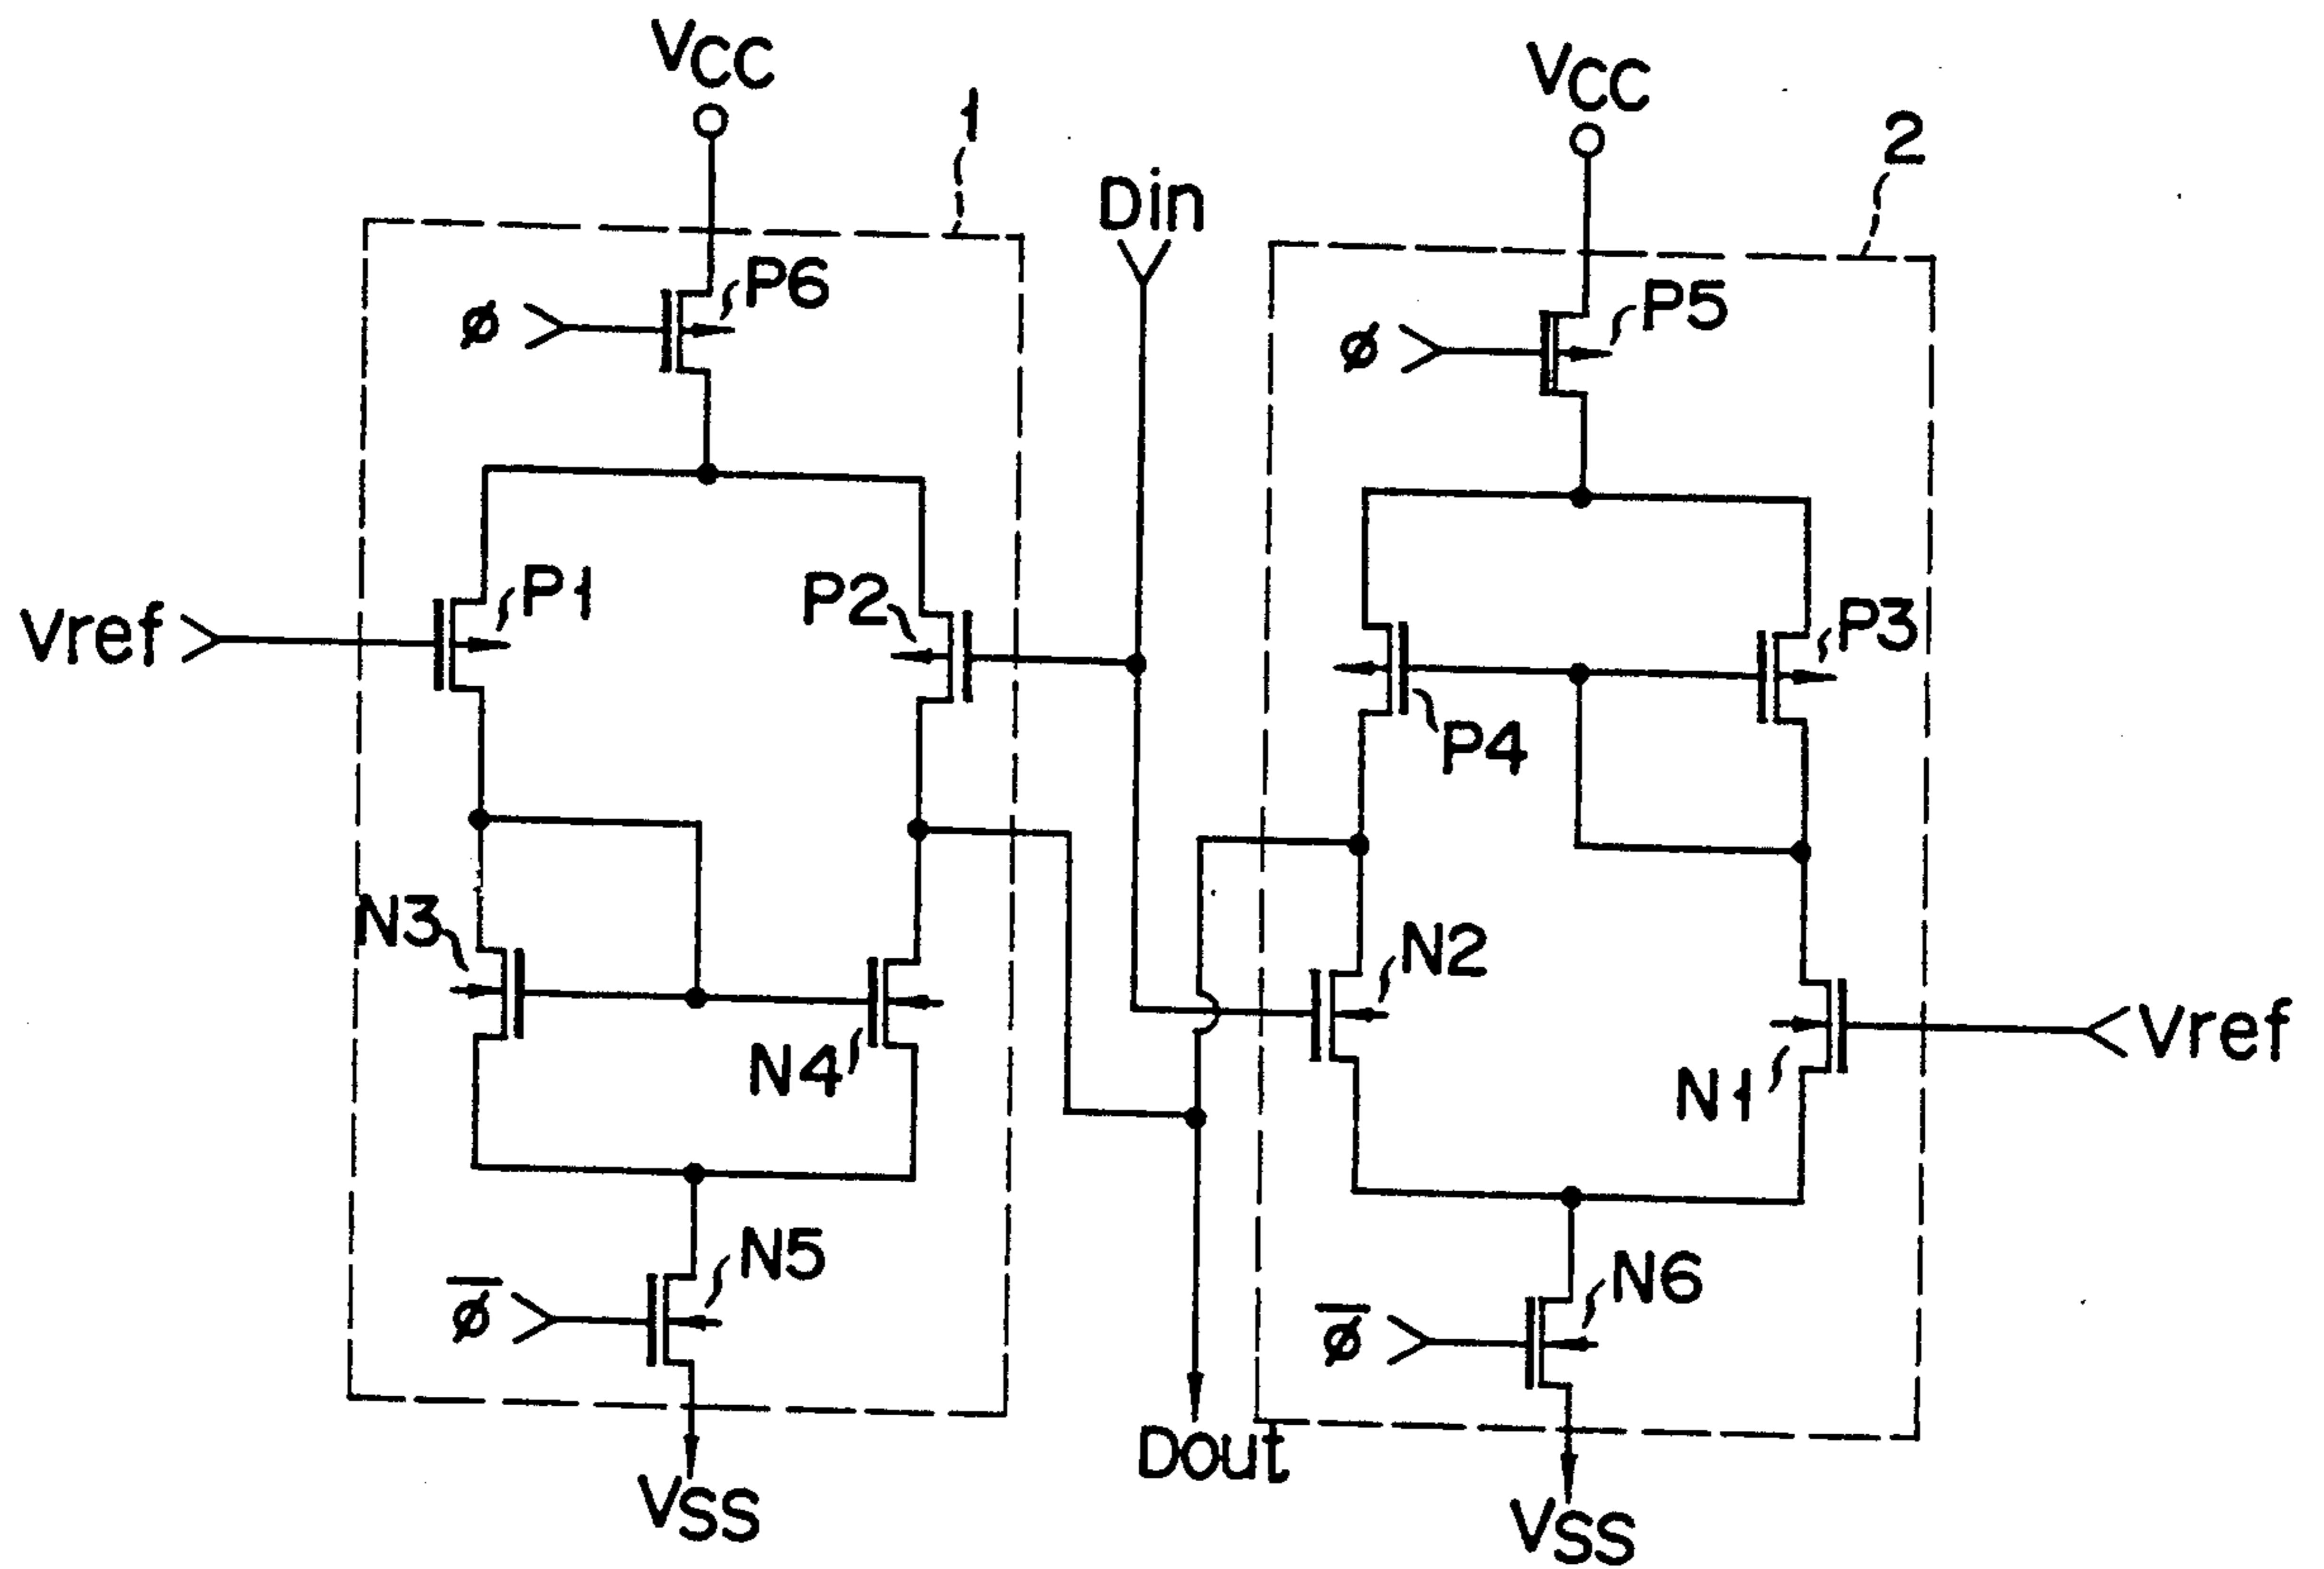 VCC
VCC
1
2
Din
P6
P5
ø
ø
P1
P2
P3
Vref
P4
N3
N2
N4
N1
Vref
N5
N6
ø̅
ø̅
Dout
VSS
VSS